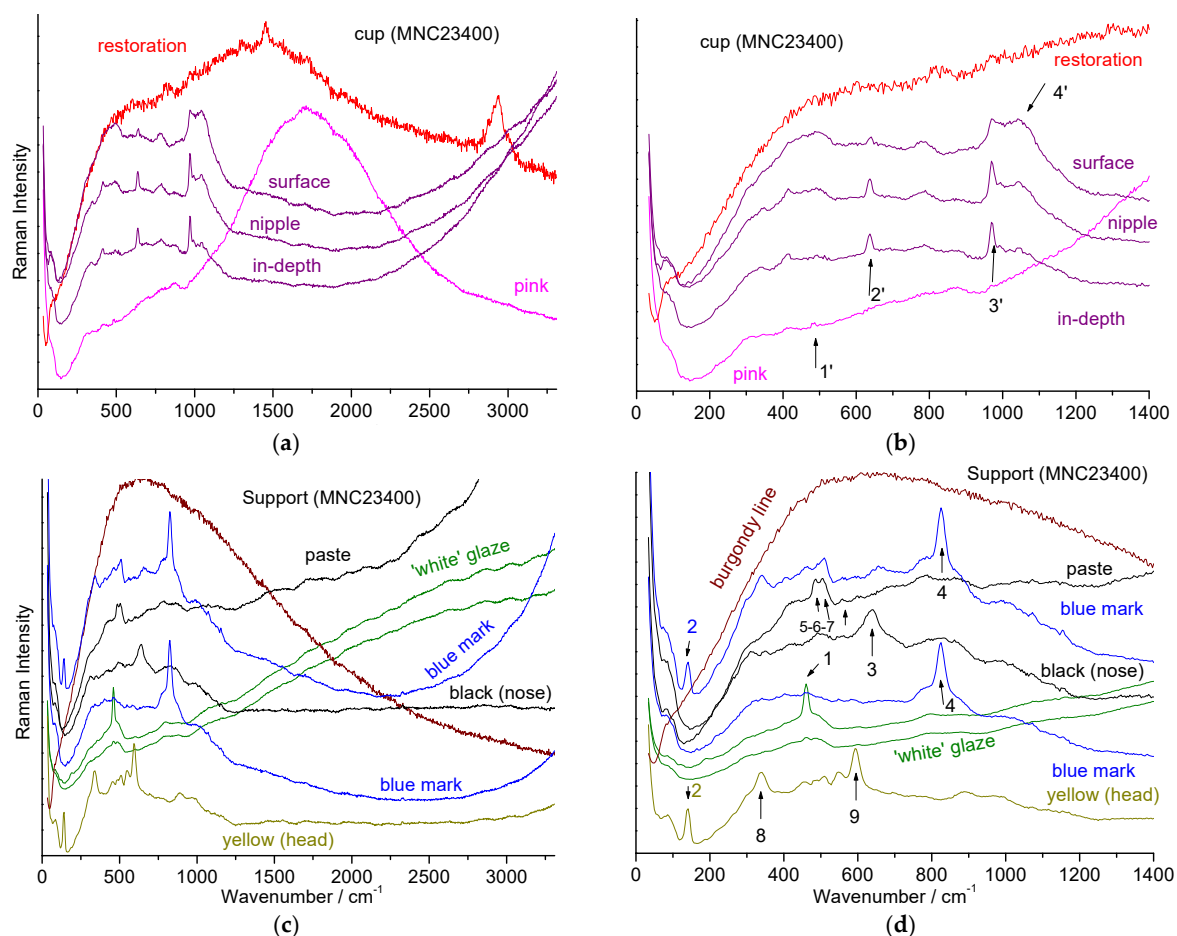 (a)
cup (MNC23400)
restoration
surface
nipple
in-depth
pink
Raman Intensity
0 500 1000 1500 2000 2500 3000
(b)
cup (MNC23400)
restoration
4'
surface
nipple
2'
3'
in-depth
pink
1'
Raman Intensity
0 200 400 600 800 1000 1200 1400
(a)
(b)
Support (MNC23400)
paste
'white' glaze
blue mark
black (nose)
blue mark
yellow (head)
0 500 1000 1500 2000 2500 3000
Wavenumber / cm-1
(c)
Support (MNC23400)
burgondy line
paste
4
blue mark
2
5-6-7
1
3
black (nose)
4
'white' glaze
blue mark
2
yellow (head)
8
9
0 200 400 600 800 1000 1200 1400
Wavenumber / cm-1
(d)